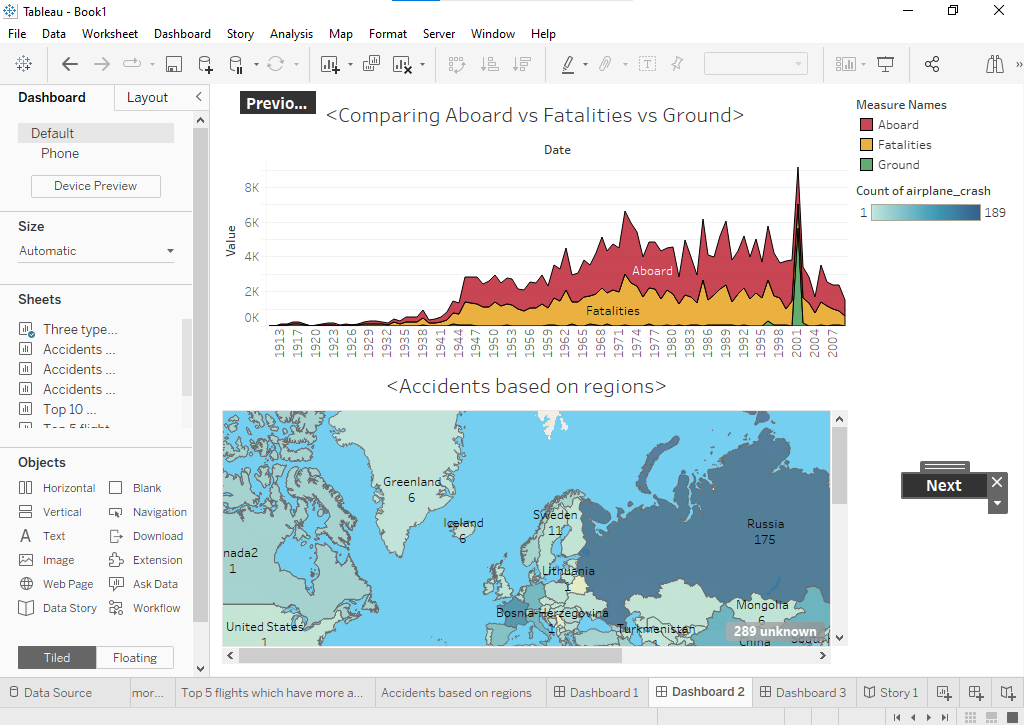 Tableau - Book1
File Data Worksheet Dashboard Story Analysis Map Format Server Window Help
Dashboard Layout
Default
Phone
Device Preview
Size
Automatic
Sheets
Three type...
Accidents ...
Accidents ...
Accidents ...
Top 10 ...
Top 5 flight
Objects
Horizontal Blank
Vertical Navigation
Text Download
Image Extension
Web Page Ask Data
Data Story Workflow
Tiled Floating
Previo...
<Comparing Aboard vs Fatalities vs Ground>
Date
Value
8K
6K
4K
2K
0K
Aboard
Fatalities
1913 1917 1920 1923 1926 1929 1932 1935 1938 1941 1944 1947 1950 1953 1956 1959 1962 1965 1968 1971 1974 1977 1980 1983 1986 1989 1992 1995 1998 2001 2004 2007
Measure Names
Aboard
Fatalities
Ground
Count of airplane_crash
1 189
<Accidents based on regions>
Greenland
6
Iceland
6
Sweden
11
Russia
175
nada2
1
Lithuania
1
Bosnia-Herzegovina
1
Mongolia
6
United States
1
Turkmenistan
China
289 unknown
Next
Data Source mor... Top 5 flights which have more a... Accidents based on regions Dashboard 1 Dashboard 2 Dashboard 3 Story 1